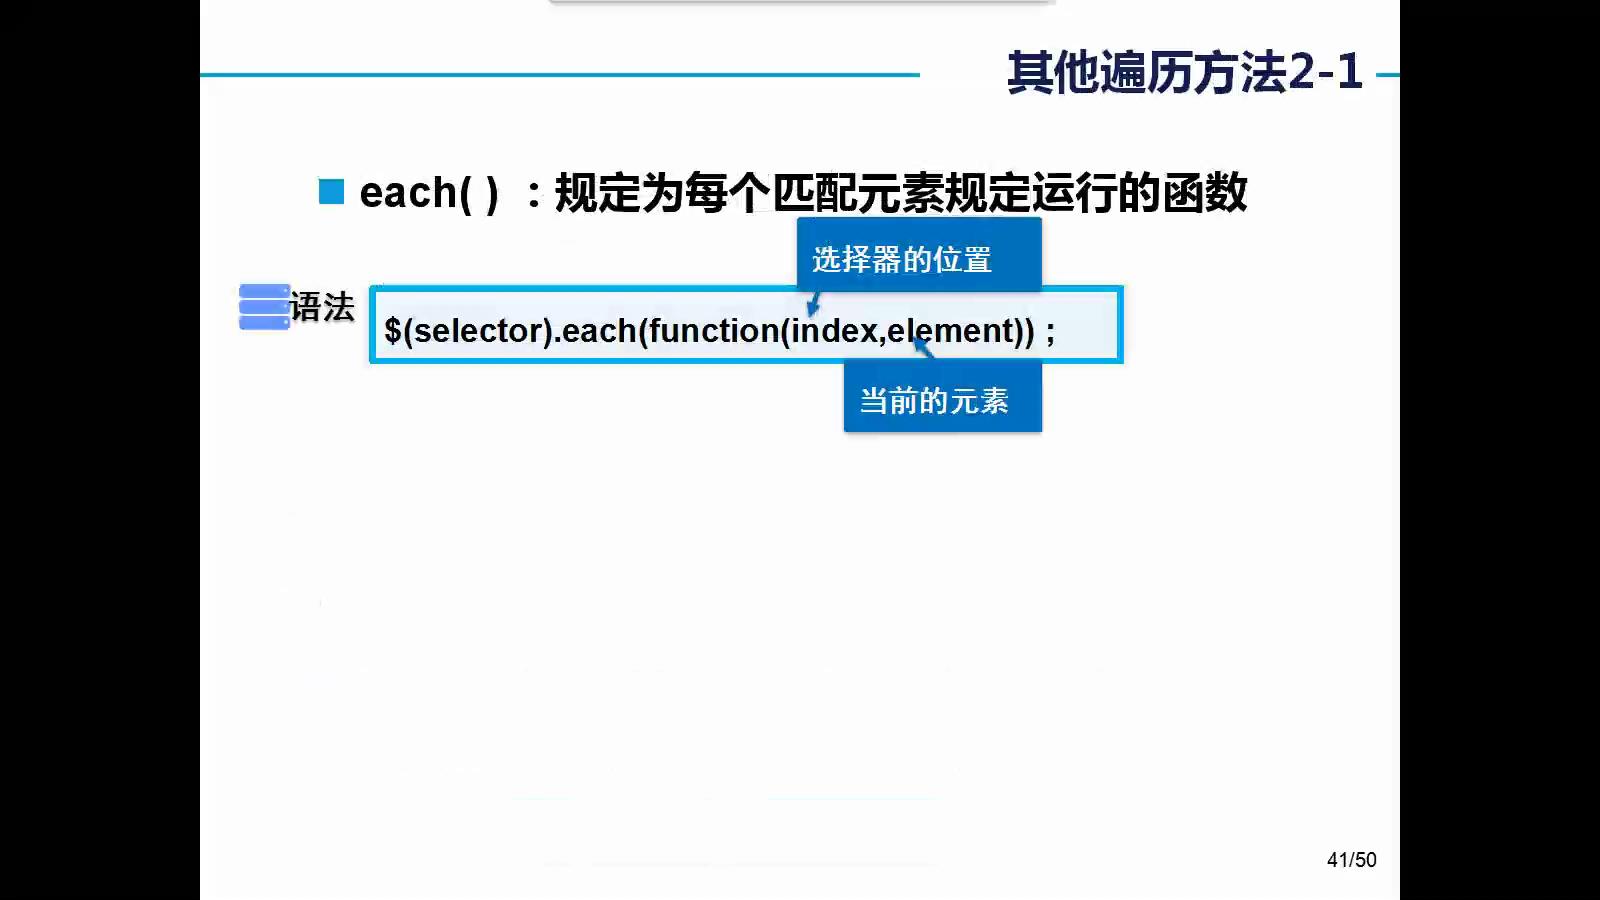 其他遍历方法2-1
each( ) ：规定为每个匹配元素规定运行的函数
选择器的位置
语法
$(selector).each(function(index,element)) ;
当前的元素
41/50